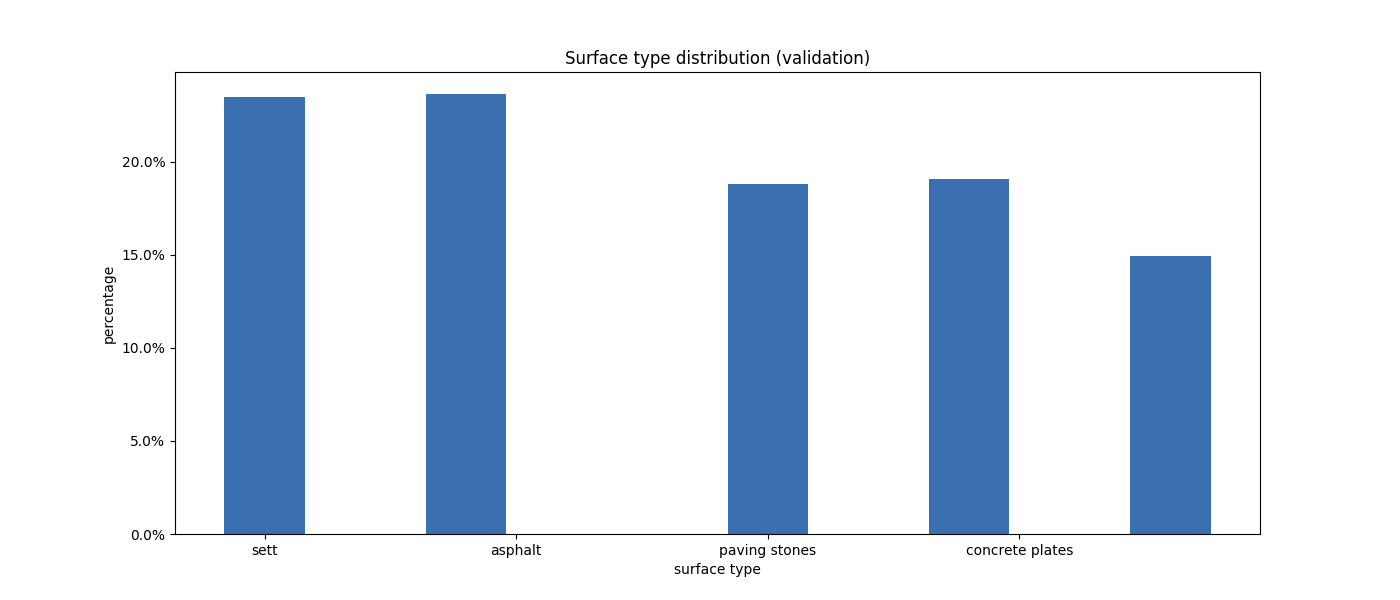 Surface type distribution (validation)
20.0%
15.0%
10.0%
5.0%
0.0%
percentage
sett asphalt paving stones concrete plates
surface type